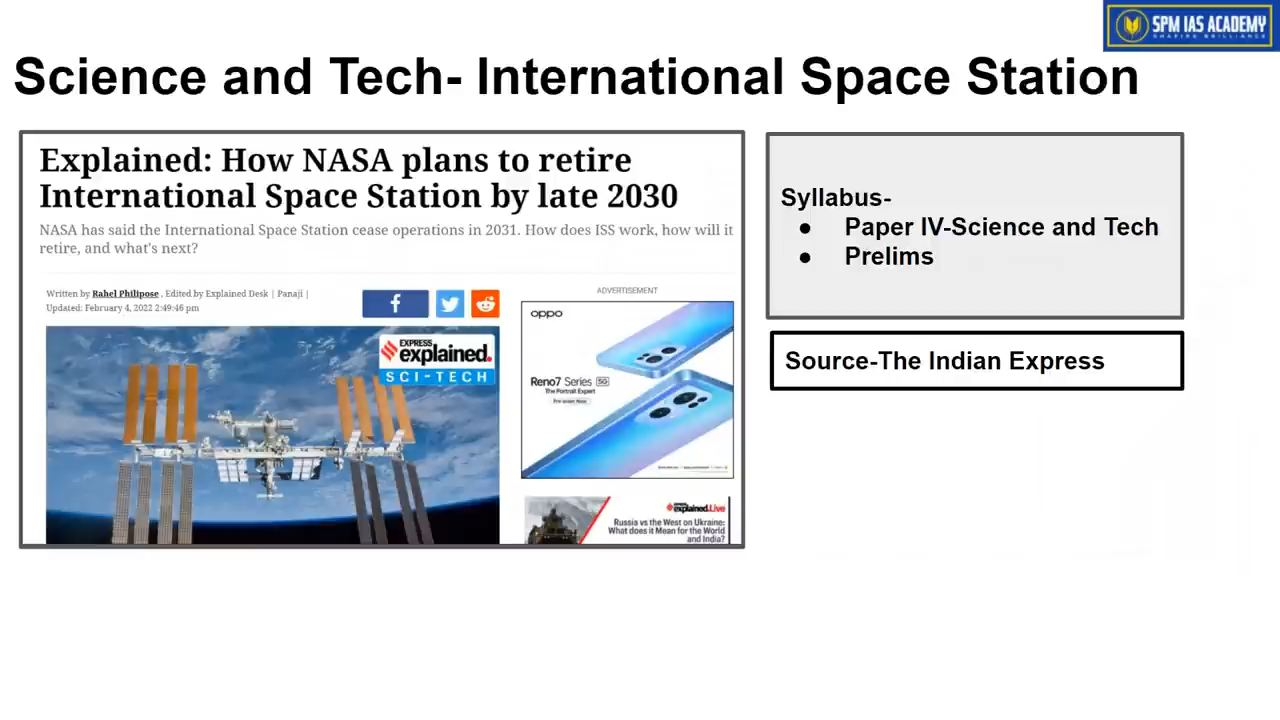 SPM IAS ACADEMY
SHAPING BRILLIANCE
Science and Tech- International Space Station
Explained: How NASA plans to retire
International Space Station by late 2030
NASA has said the International Space Station cease operations in 2031. How does ISS work, how will it
retire, and what's next?
Written by Rahel Philipose , Edited by Explained Desk | Panaji |
Updated: February 4, 2022 2:49:46 pm
EXPRESS
explained.
SCI-TECH
ADVERTISEMENT
oppo
Reno7 Series 5G
The Portrait Expert
explained.Live
Russia vs the West on Ukraine:
What does it Mean for the World
and India?
Syllabus-
● Paper IV-Science and Tech
● Prelims
Source-The Indian Express